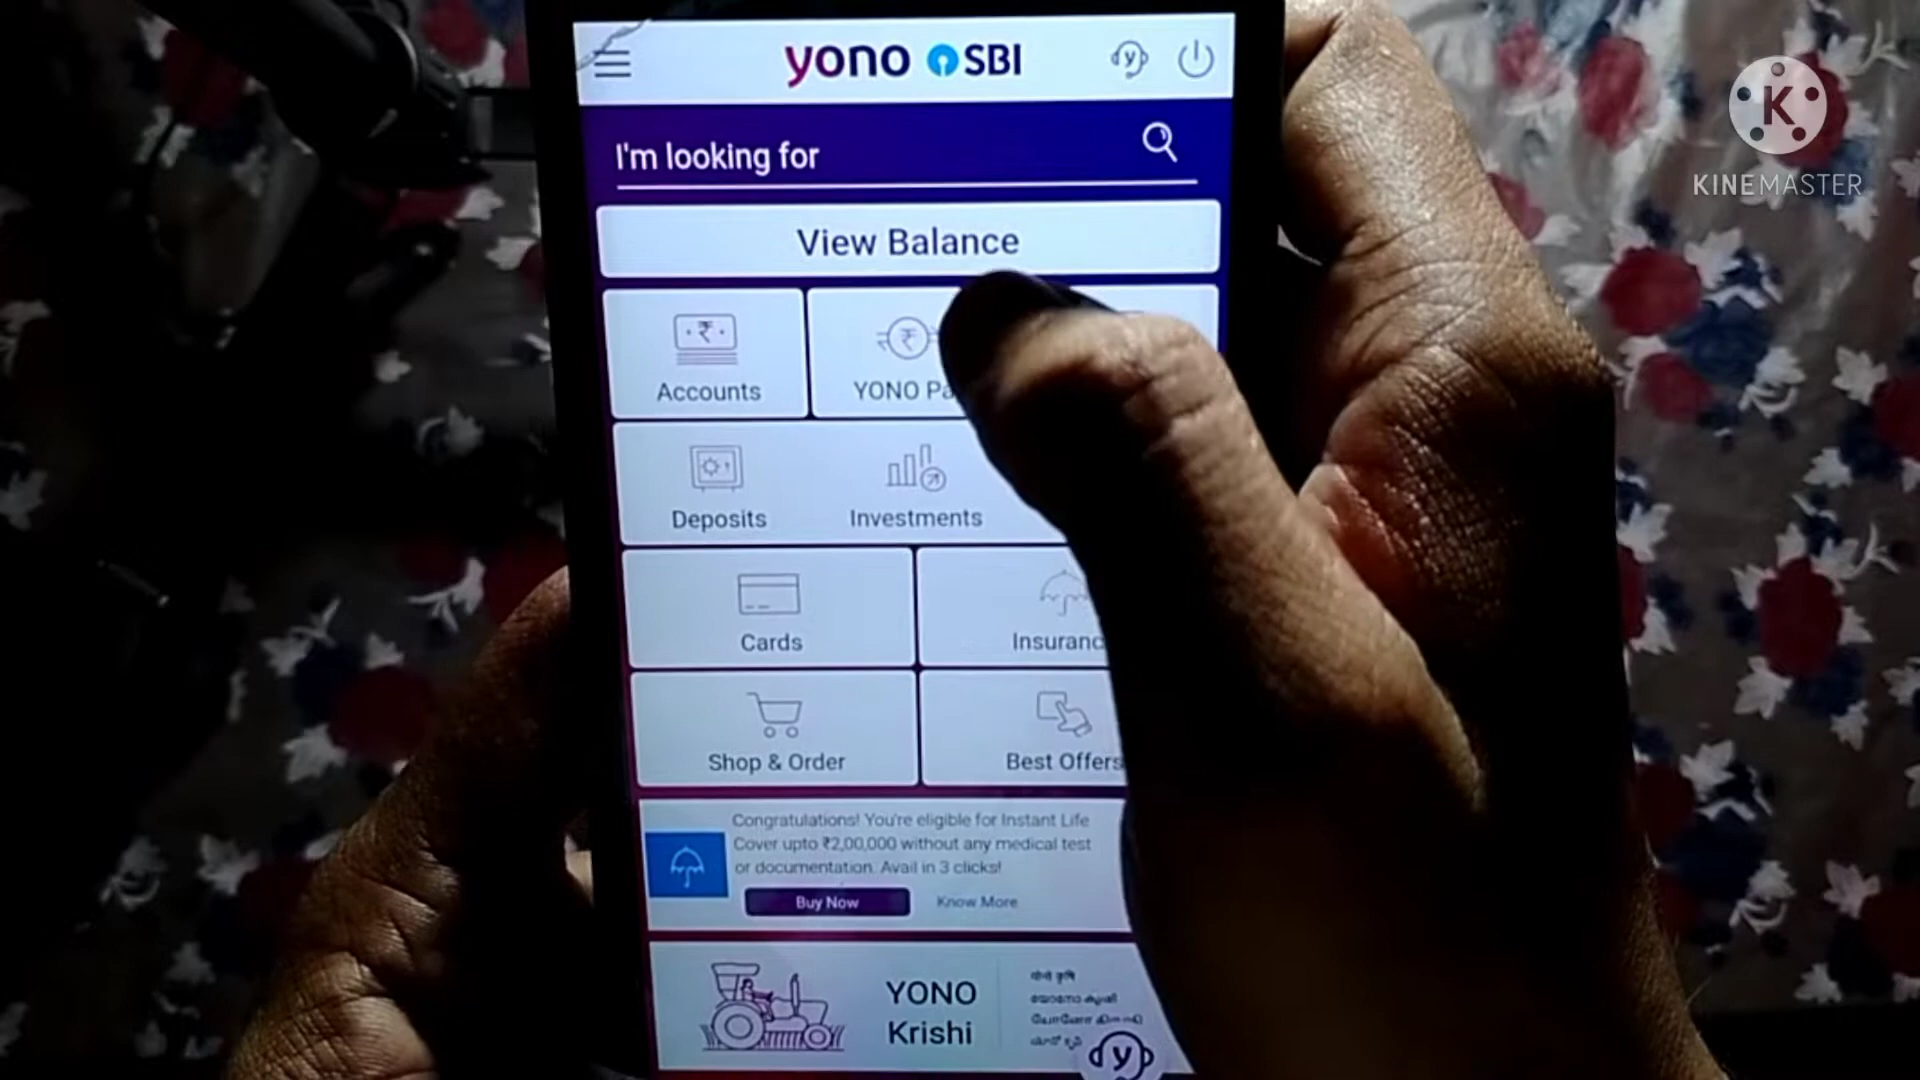 yono SBI
K
KINEMASTER
I'm looking for
View Balance
Accounts
YONO Pa
Deposits
Investments
Cards
Insuranc
Shop & Order
Best Offers
Congratulations! You're eligible for Instant Life
Cover upto ₹2,00,000 without any medical test
or documentation. Avail in 3 clicks!
Buy Now
Know More
YONO
Krishi
योनो कृषि